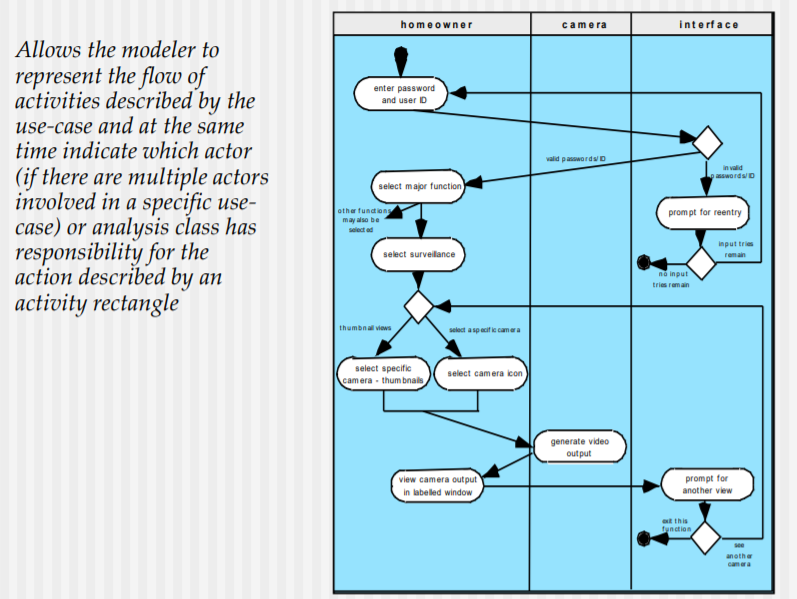 Allows the modeler to
represent the flow of
activities described by the
use-case and at the same
time indicate which actor
(if there are multiple actors
involved in a specific use-
case) or analysis class has
responsibility for the
action described by an
activity rectangle
homeowner
camera
interface
enter password
and user ID
valid passwords/ID
invalid
passwords/ID
select major function
prompt for reentry
other functions
may also be
selected
input tries
remain
select surveillance
no input
tries remain
thumbnail views
select a specific camera
select specific
camera - thumbnails
select camera icon
generate video
output
view camera output
in labelled window
prompt for
another view
exit this
function
see
another
camera